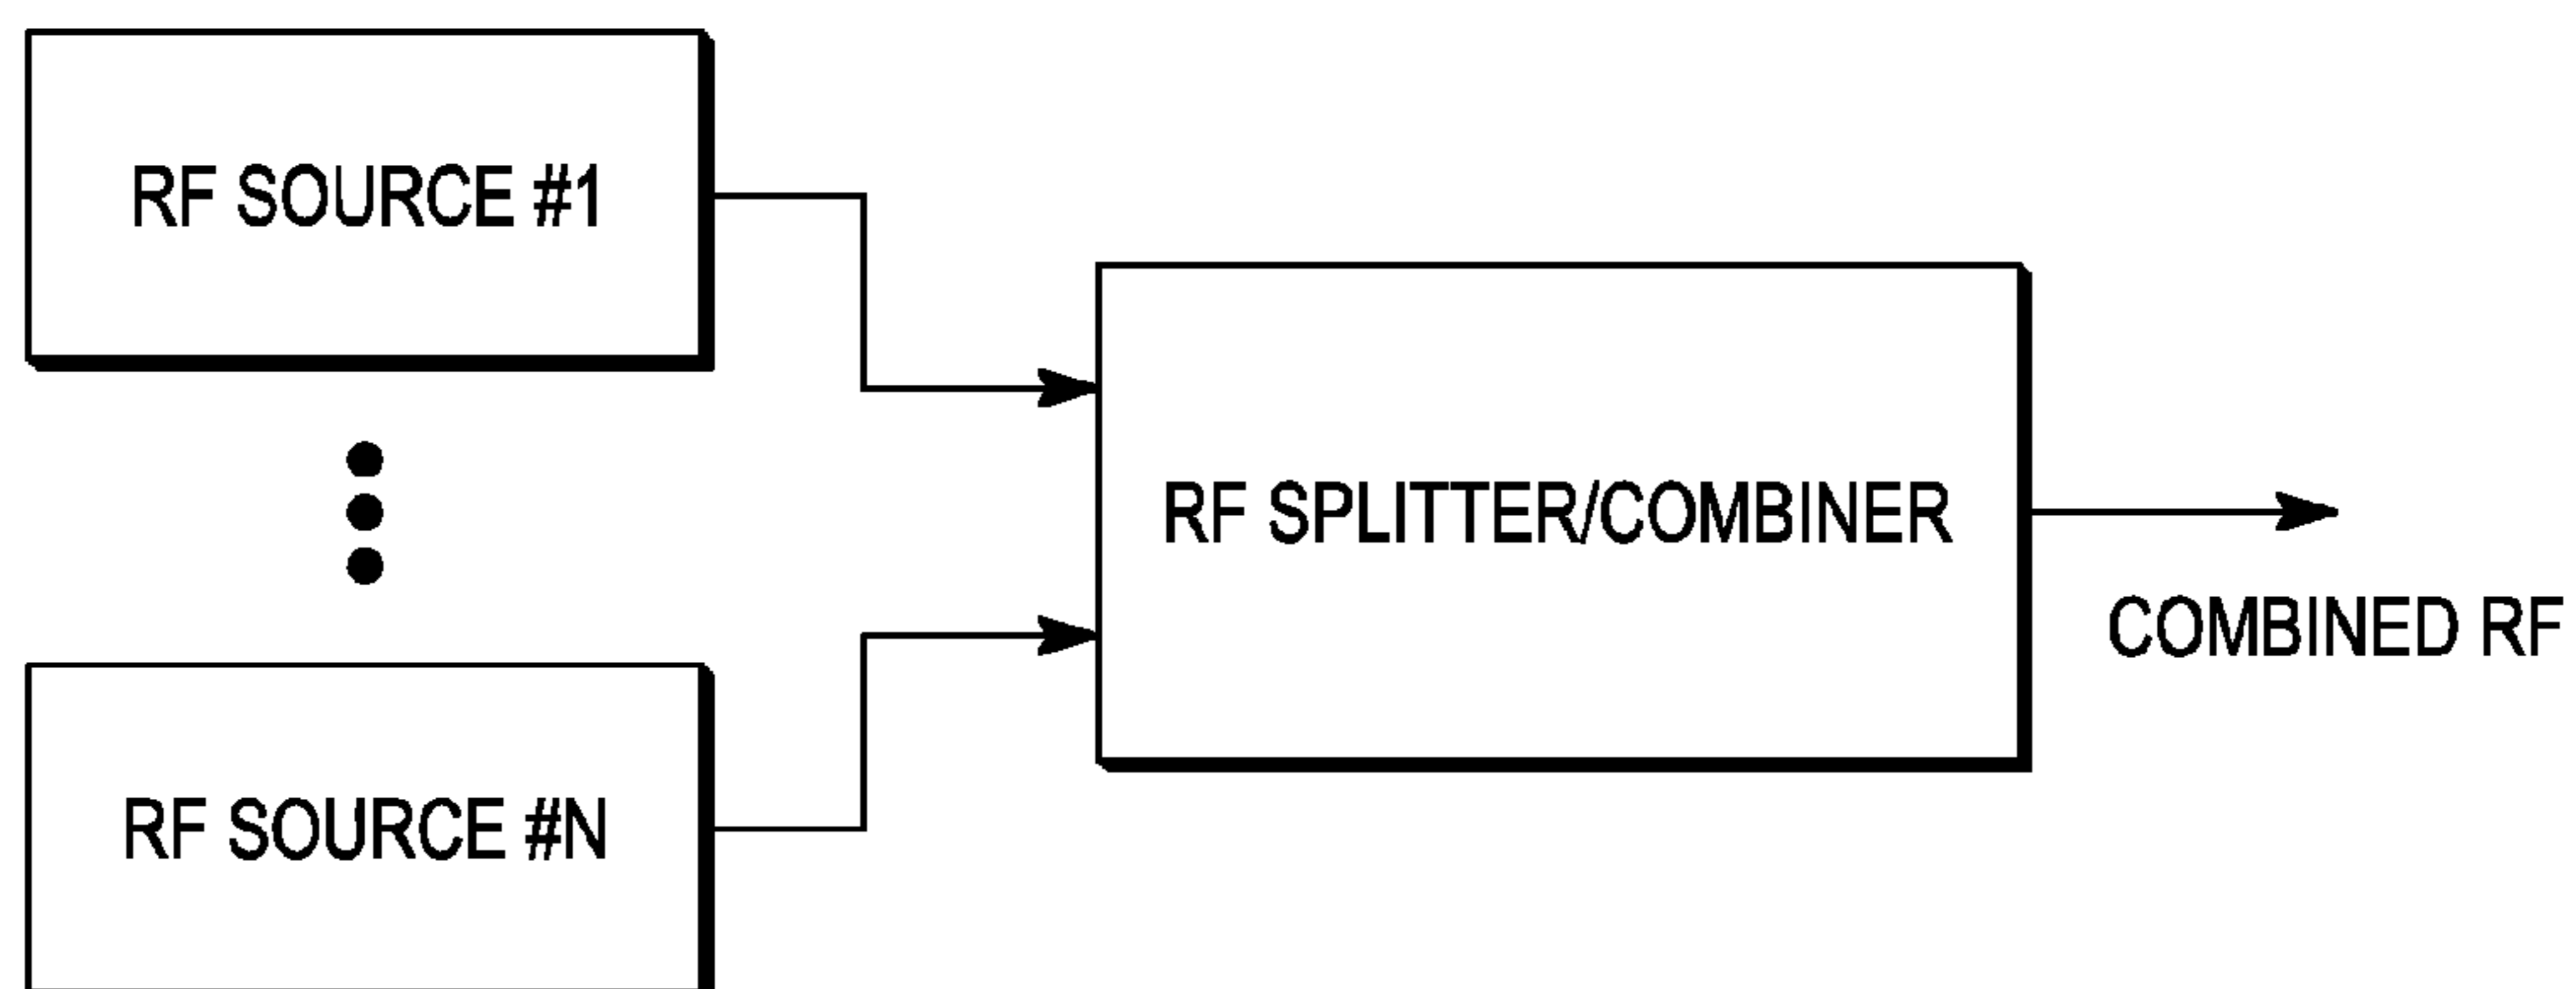 RF SOURCE #1
RF SPLITTER/COMBINER
COMBINED RF
RF SOURCE #N